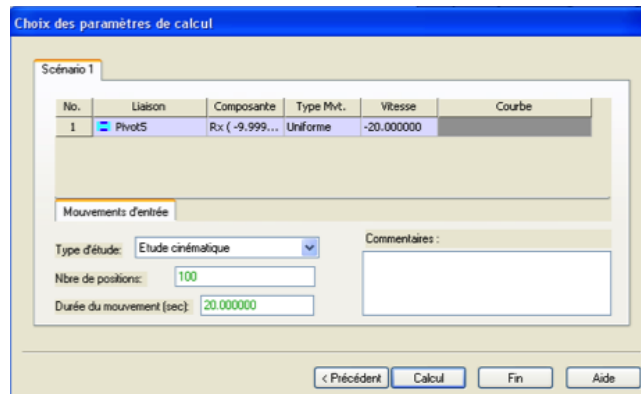 Choix des paramètres de calcul
Scénario 1
No. Liaison Composante Type Mvt. Vitesse Courbe
1 Pivot5 Rx ( -9.999... Uniforme -20.000000
Mouvements d'entrée
Type d'étude: Etude cinématique
Commentaires :
Nbre de positions: 100
Durée du mouvement (sec): 20.000000
< Précédent Calcul Fin Aide